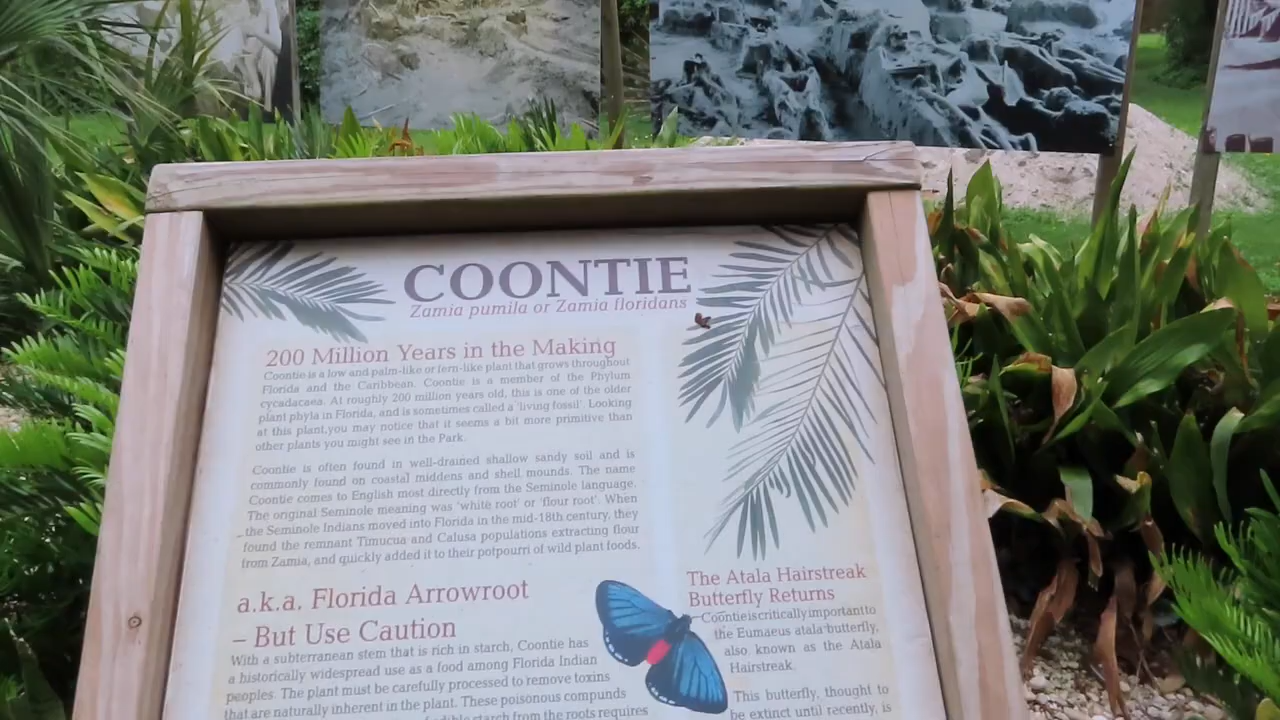 COONTIE
Zamia pumila or Zamia floridans
200 Million Years in the Making
Coontie is a low and palm-like or fern-like plant that grows throughout
Florida and the Caribbean. Coontie is a member of the Phylum
cycadacaea. At roughly 200 million years old, this is one of the older
plant phyla in Florida, and is sometimes called a 'living fossil'. Looking
at this plant,you may notice that it seems a bit more primitive than
other plants you might see in the Park.
Coontie is often found in well-drained shallow sandy soil and is
commonly found on coastal middens and shell mounds. The name
Coontie comes to English most directly from the Seminole language.
The original Seminole meaning was 'white root' or 'flour root'. When
the Seminole Indians moved into Florida in the mid-18th century, they
found the remnant Timucua and Calusa populations extracting flour
from Zamia, and quickly added it to their potpourri of wild plant foods.
a.k.a. Florida Arrowroot
– But Use Caution
With a subterranean stem that is rich in starch, Coontie has
a historically widespread use as a food among Florida Indian
peoples. The plant must be carefully processed to remove toxins
that are naturally inherent in the plant. These poisonous compunds
edible starch from the roots requires
The Atala Hairstreak
Butterfly Returns
Coontie is critically important to
the Eumaeus atala butterfly,
also known as the Atala
Hairstreak.
This butterfly, thought to
be extinct until recently, is